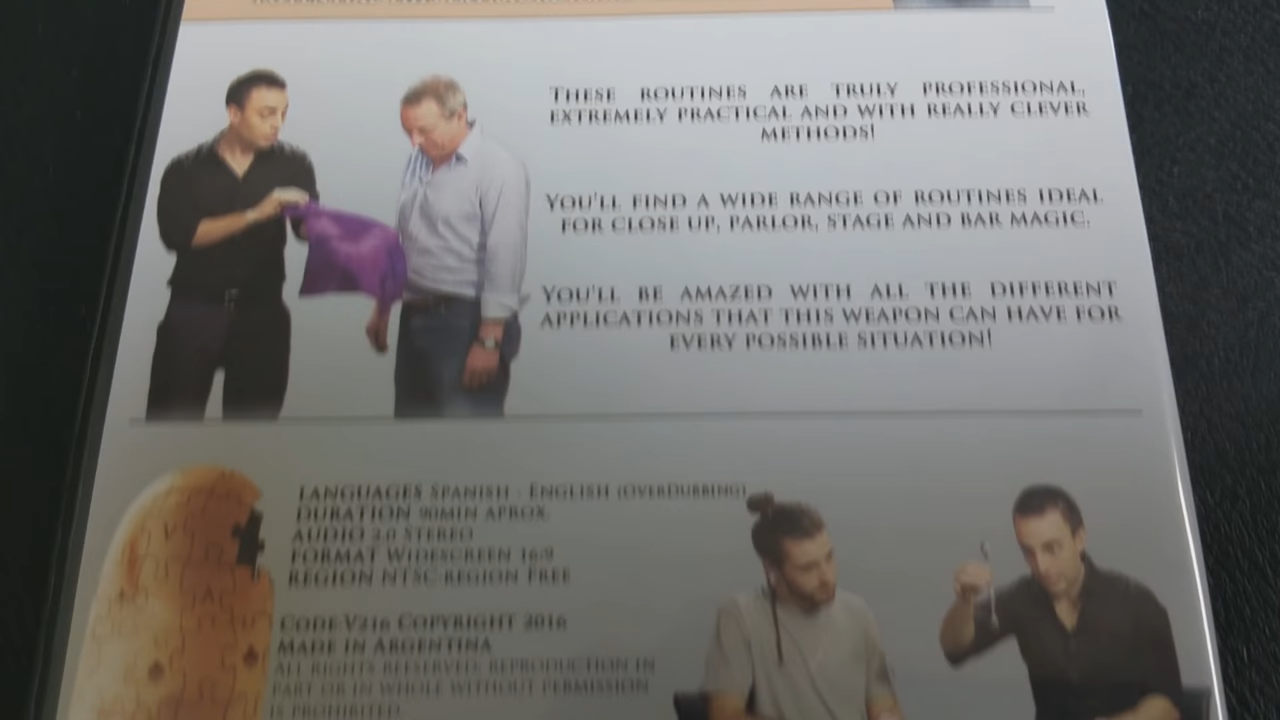 THESE ROUTINES ARE TRULY PROFESSIONAL,
EXTREMELY PRACTICAL AND WITH REALLY CLEVER
METHODS!
YOU'LL FIND A WIDE RANGE OF ROUTINES IDEAL
FOR CLOSE UP, PARLOR, STAGE AND BAR MAGIC.
YOU'LL BE AMAZED WITH ALL THE DIFFERENT
APPLICATIONS THAT THIS WEAPON CAN HAVE FOR
EVERY POSSIBLE SITUATION!
LANGUAGES SPANISH - ENGLISH (OVERDUBBING)
DURATION 90MIN APROX.
AUDIO 2.0 STEREO
FORMAT WIDESCREEN 16:9
REGION NTSC-REGION FREE
CODE V216 COPYRIGHT 2016
MADE IN ARGENTINA
ALL RIGHTS RESERVED. REPRODUCTION IN
PART OR IN WHOLE WITHOUT PERMISSION
IS PROHIBITED.